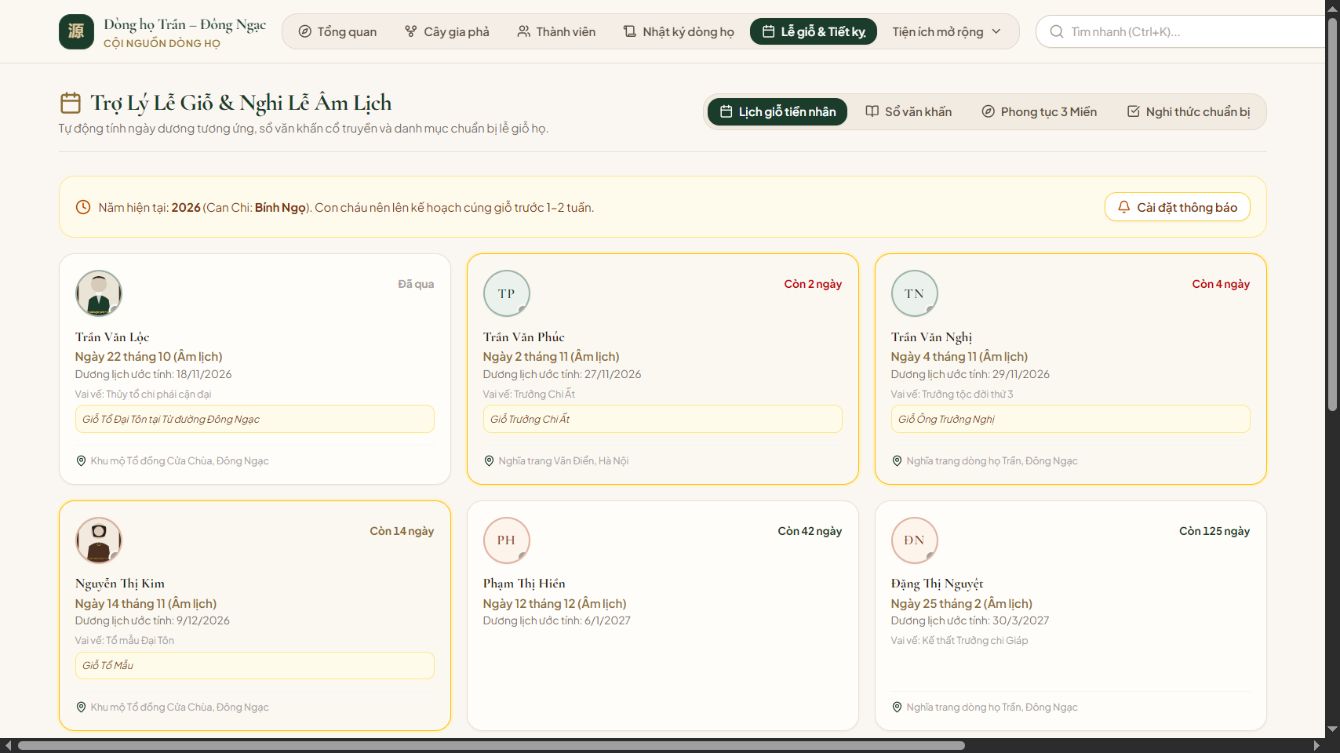 源
Dòng họ Trần – Đông Ngạc
CỘI NGUỒN DÒNG HỌ
Tổng quan
Cây gia phả
Thành viên
Nhật ký dòng họ
Lễ giỗ & Tiết kỵ
Tiện ích mở rộng
Tìm nhanh (Ctrl+K)...
Trợ Lý Lễ Giỗ & Nghi Lễ Âm Lịch
Tự động tính ngày dương tương ứng, sổ văn khấn cổ truyền và danh mục chuẩn bị lễ giỗ họ.
Lịch giỗ tiền nhân
Sổ văn khấn
Phong tục 3 Miền
Nghi thức chuẩn bị
Năm hiện tại: 2026 (Can Chi: Bính Ngọ). Con cháu nên lên kế hoạch cúng giỗ trước 1–2 tuần.
Cài đặt thông báo
Đã qua
Trần Văn Lộc
Ngày 22 tháng 10 (Âm lịch)
Dương lịch ước tính: 18/11/2026
Vai vế: Thủy tổ chi phái cận đại
Giỗ Tổ Đại Tôn tại Từ đường Đông Ngạc
Khu mộ Tổ đồng Cửa Chùa, Đông Ngạc
TP
Còn 2 ngày
Trần Văn Phúc
Ngày 2 tháng 11 (Âm lịch)
Dương lịch ước tính: 27/11/2026
Vai vế: Trưởng Chi Ất
Giỗ Trưởng Chi Ất
Nghĩa trang Văn Điển, Hà Nội
TN
Còn 4 ngày
Trần Văn Nghị
Ngày 4 tháng 11 (Âm lịch)
Dương lịch ước tính: 29/11/2026
Vai vế: Trưởng tộc đời thứ 3
Giỗ Ông Trưởng Nghị
Nghĩa trang dòng họ Trần, Đông Ngạc
Còn 14 ngày
Nguyễn Thị Kim
Ngày 14 tháng 11 (Âm lịch)
Dương lịch ước tính: 9/12/2026
Vai vế: Tổ mẫu Đại Tôn
Giỗ Tổ Mẫu
Khu mộ Tổ đồng Cửa Chùa, Đông Ngạc
PH
Còn 42 ngày
Phạm Thị Hiền
Ngày 12 tháng 12 (Âm lịch)
Dương lịch ước tính: 6/1/2027
ĐN
Còn 125 ngày
Đặng Thị Nguyệt
Ngày 25 tháng 2 (Âm lịch)
Dương lịch ước tính: 30/3/2027
Vai vế: Kế thất Trưởng chi Giáp
Nghĩa trang dòng họ Trần, Đông Ngạc